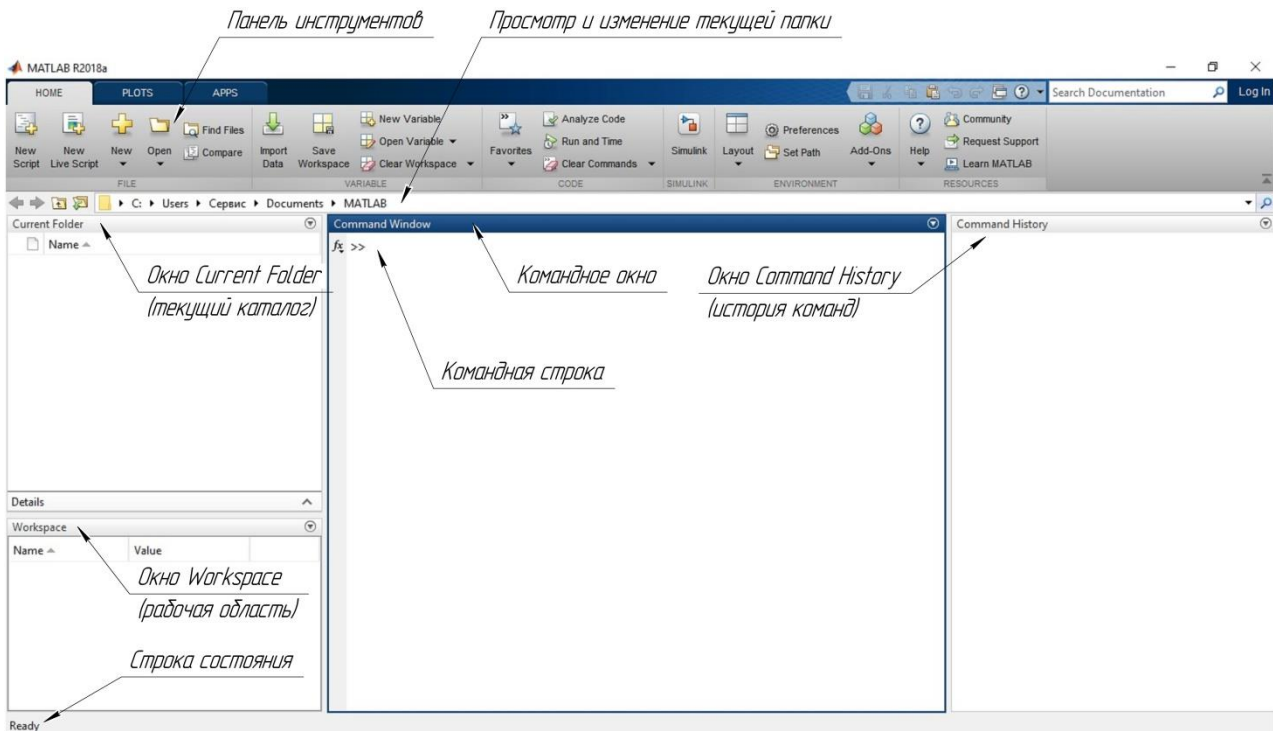 Панель инструментов
Просмотр и изменение текущей папки
MATLAB R2018a
HOME PLOTS APPS
Search Documentation
Log In
New Script
New Live Script
New
Open
Find Files
Compare
FILE
Import Data
Save Workspace
New Variable
Open Variable
Clear Workspace
VARIABLE
Favorites
Analyze Code
Run and Time
Clear Commands
CODE
Simulink
SIMULINK
Layout
Preferences
Set Path
Add-Ons
ENVIRONMENT
Help
Community
Request Support
Learn MATLAB
RESOURCES
C: Users Сервис Documents MATLAB
Current Folder
Name
Окно Current Folder
(текущий каталог)
Command Window
fx >>
Командное окно
Командная строка
Command History
Окно Command History
(история команд)
Details
Workspace
Name Value
Окно Workspace
(рабочая область)
Строка состояния
Ready